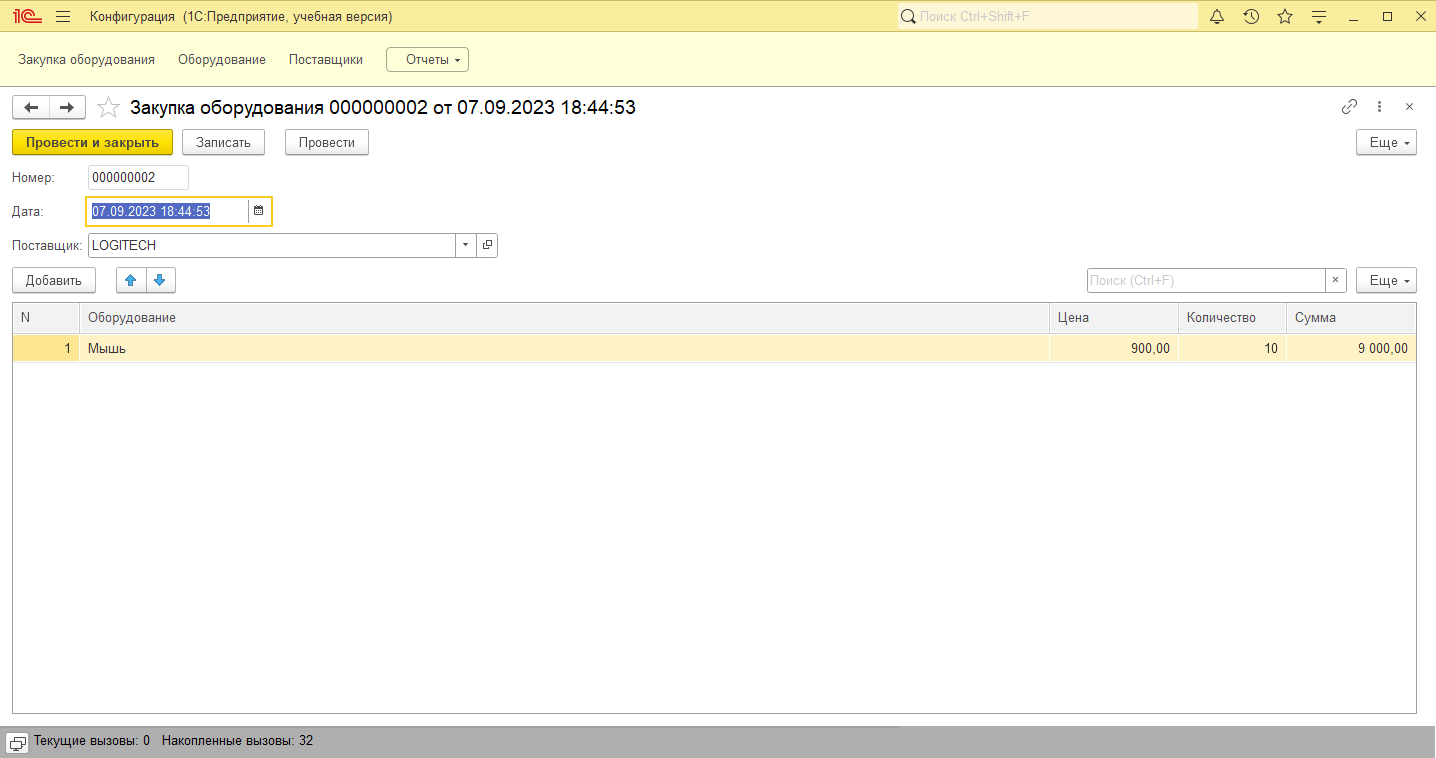 1С Конфигурация (1С:Предприятие, учебная версия) Поиск Ctrl+Shift+F
Закупка оборудования Оборудование Поставщики Отчеты
Закупка оборудования 000000002 от 07.09.2023 18:44:53
Провести и закрыть Записать Провести Еще
Номер: 000000002
Дата: 07.09.2023 18:44:53
Поставщик: LOGITECH
Добавить Поиск (Ctrl+F) × Еще
N Оборудование Цена Количество Сумма
1 Мышь 900,00 10 9 000,00
Текущие вызовы: 0 Накопленные вызовы: 32